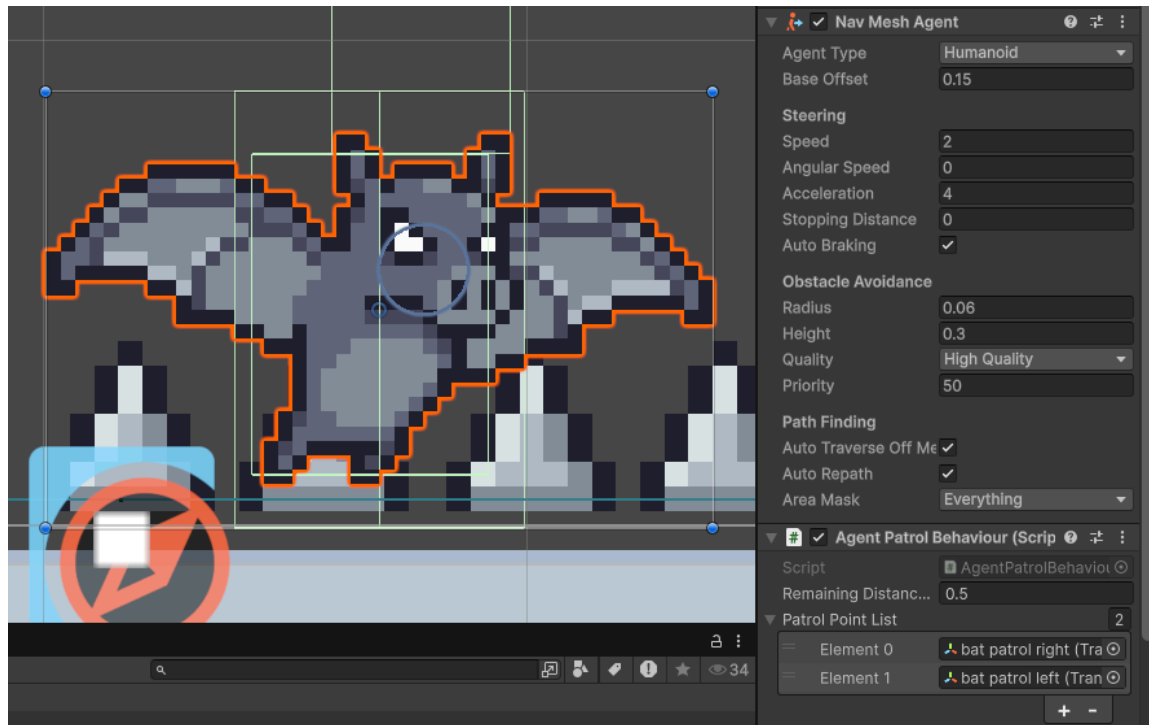 Nav Mesh Agent
Agent Type Humanoid
Base Offset 0.15
Steering
Speed 2
Angular Speed 0
Acceleration 4
Stopping Distance 0
Auto Braking
Obstacle Avoidance
Radius 0.06
Height 0.3
Quality High Quality
Priority 50
Path Finding
Auto Traverse Off Me
Auto Repath
Area Mask Everything
# Agent Patrol Behaviour (Scrip
Script # AgentPatrolBehaviou
Remaining Distanc... 0.5
Patrol Point List 2
Element 0 bat patrol right (Tra
Element 1 bat patrol left (Tran
+ -
34